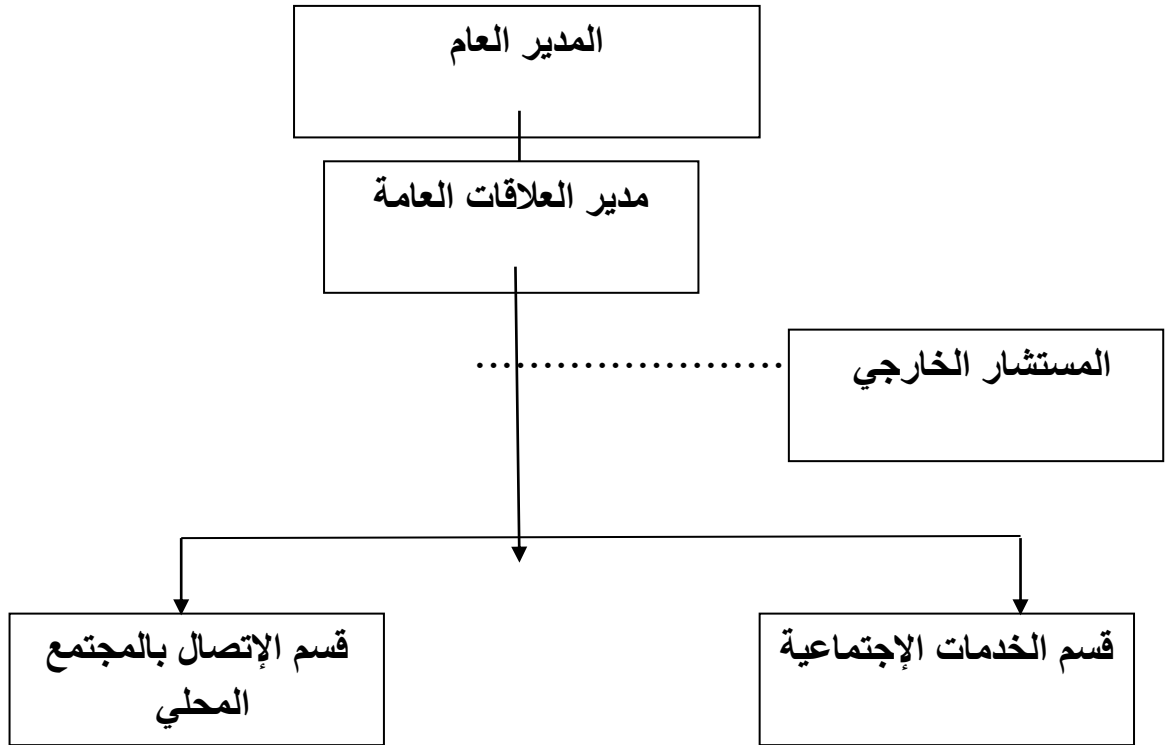 المدير العام
مدير العلاقات العامة
المستشار الخارجي
قسم الخدمات الإجتماعية
قسم الإتصال بالمجتمع
المحلي